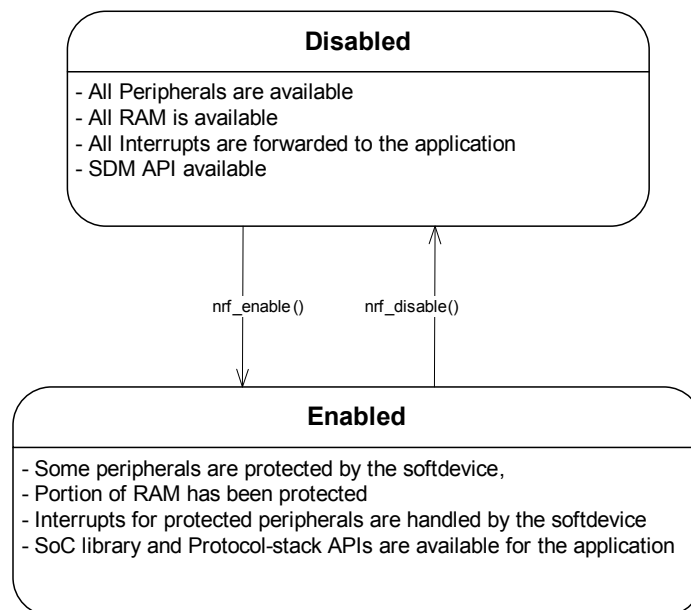 Disabled
- All Peripherals are available
- All RAM is available
- All Interrupts are forwarded to the application
- SDM API available
nrf_enable() nrf_disable()
Enabled
- Some peripherals are protected by the softdevice,
- Portion of RAM has been protected
- Interrupts for protected peripherals are handled by the softdevice
- SoC library and Protocol-stack APIs are available for the application